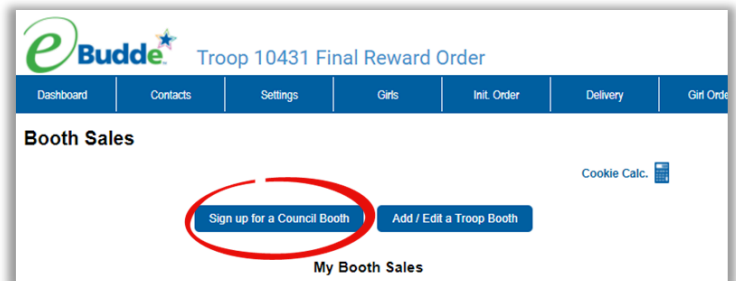 eBudde Troop 10431 Final Reward Order
Dashboard Contacts Settings Girls Init. Order Delivery Girl Orde
Booth Sales
Cookie Calc.
Sign up for a Council Booth Add / Edit a Troop Booth
My Booth Sales